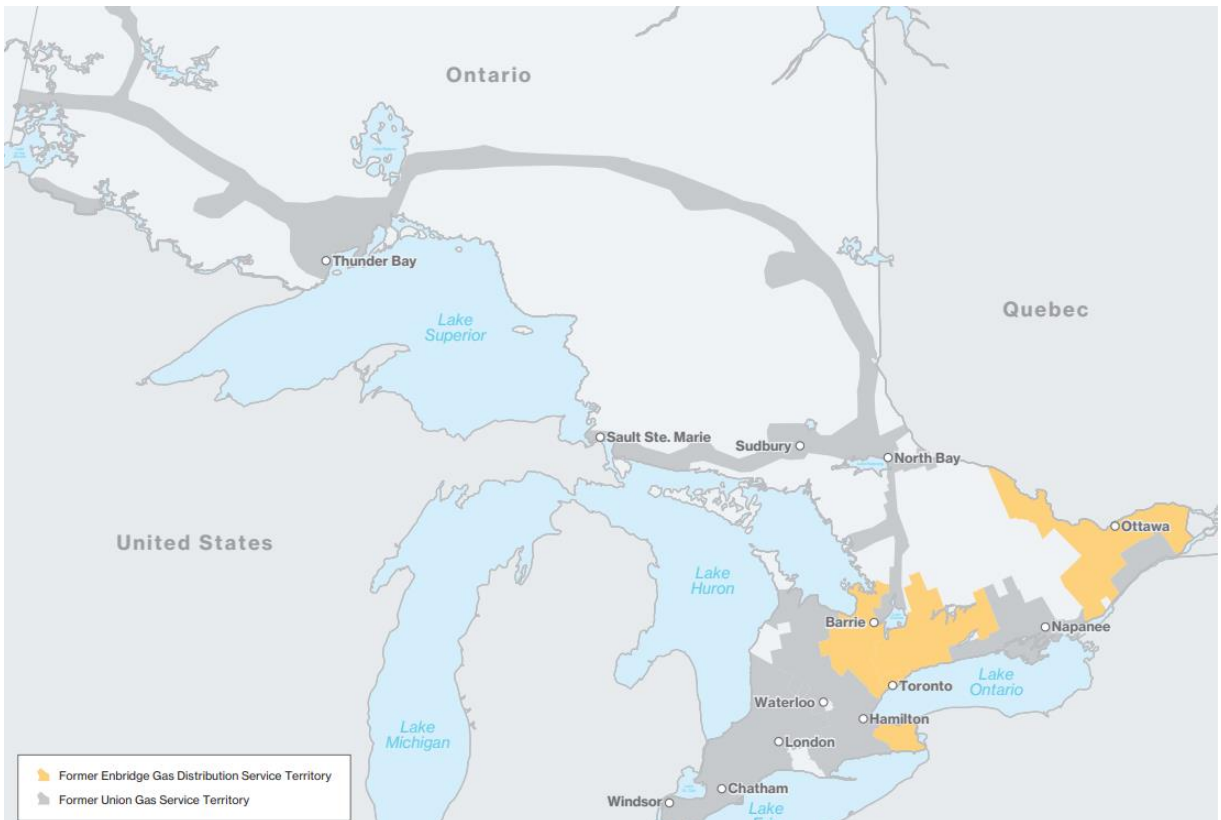 Ontario
Thunder Bay
Lake
Superior
Quebec
Sault Ste. Marie
Sudbury
North Bay
Ottawa
United States
Lake
Huron
Barrie
Napanee
Toronto
Lake
Ontario
Waterloo
Hamilton
Lake
Michigan
London
Chatham
Windsor
Lake
Former Enbridge Gas Distribution Service Territory
Former Union Gas Service Territory